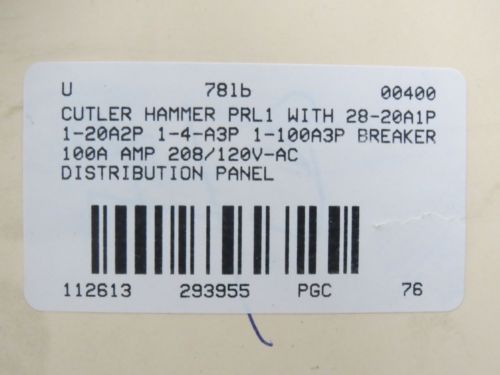 U 78lb 00400
CUTLER HAMMER PRL1 WITH 28-20A1P
1-20A2P 1-4-A3P 1-100A3P BREAKER
100A AMP 208/120V-AC
DISTRIBUTION PANEL
112613 293955 PGC 76